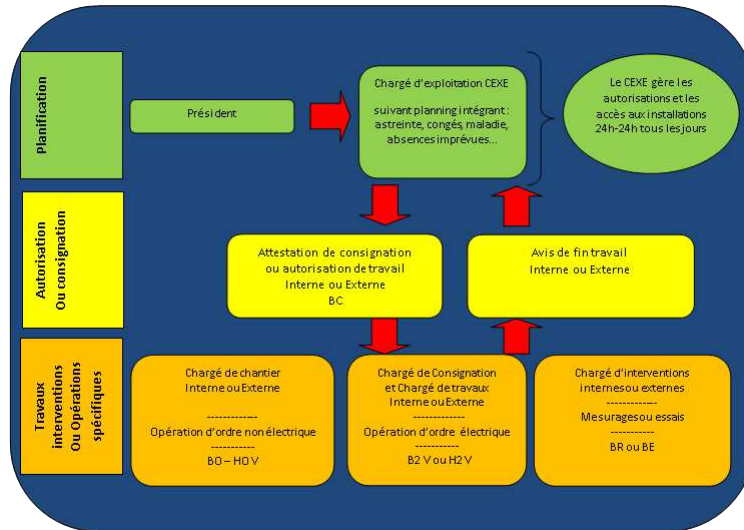 Planification
Président
Chargé d'exploitation CEXE
suivant planning intégrant :
astreinte, congés, maladie,
absences imprévues...
Le CEXE gère les
autorisations et les
accès aux installations
24h-24h tous les jours
Autorisation
Ou consignation
Attestation de consignation
ou autorisation de travail
Interne ou Externe
BC
Avis de fin travail
Interne ou Externe
Travaux
interventions
Ou Opérations
spécifiques
Chargé de chantier
Interne ou Externe
-------------
Opération d'ordre non électrique
-----------
B0 – H0 V
Chargé de Consignation
et Chargé de travaux
Interne ou Externe
-------------
Opération d'ordre électrique
-----------
B2 V ou H2 V
Chargé d'interventions
internes ou externes
-------------
Mesurages ou essais
-----------
BR ou BE